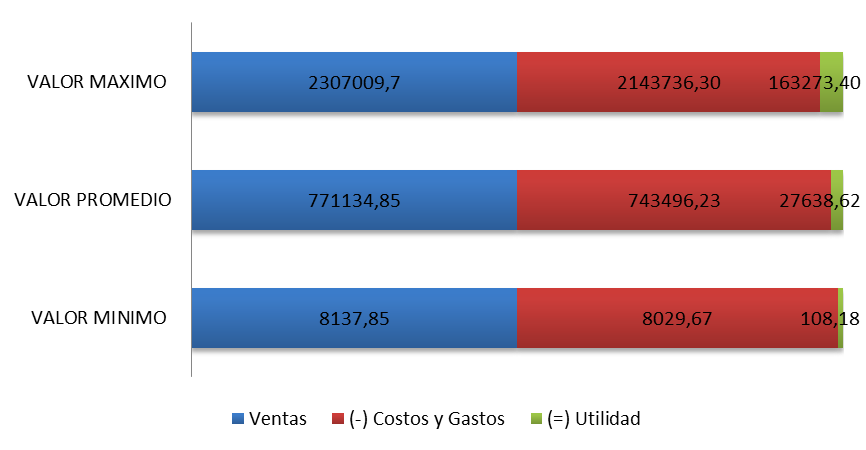 VALOR MAXIMO 2307009,7 2143736,30 163273,40
VALOR PROMEDIO 771134,85 743496,23 27638,62
VALOR MINIMO 8137,85 8029,67 108,18
Ventas (-) Costos y Gastos (=) Utilidad